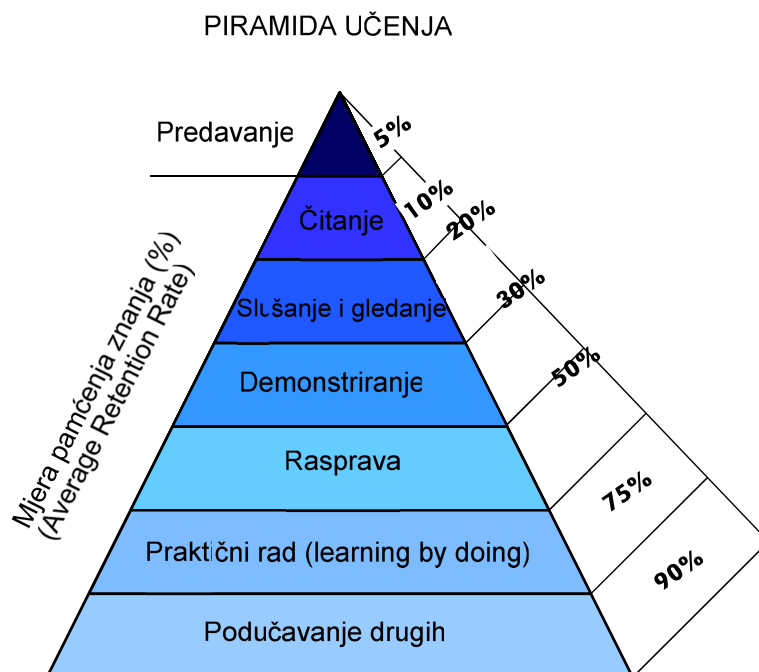 PIRAMIDA UČENJA
Predavanje
5%
Čitanje
10%
20%
Slušanje i gledanje
30%
Demonstriranje
50%
Rasprava
75%
Praktični rad (learning by doing)
90%
Podučavanje drugih
Mjera pamćenja znanja (%)
(Average Retention Rate)